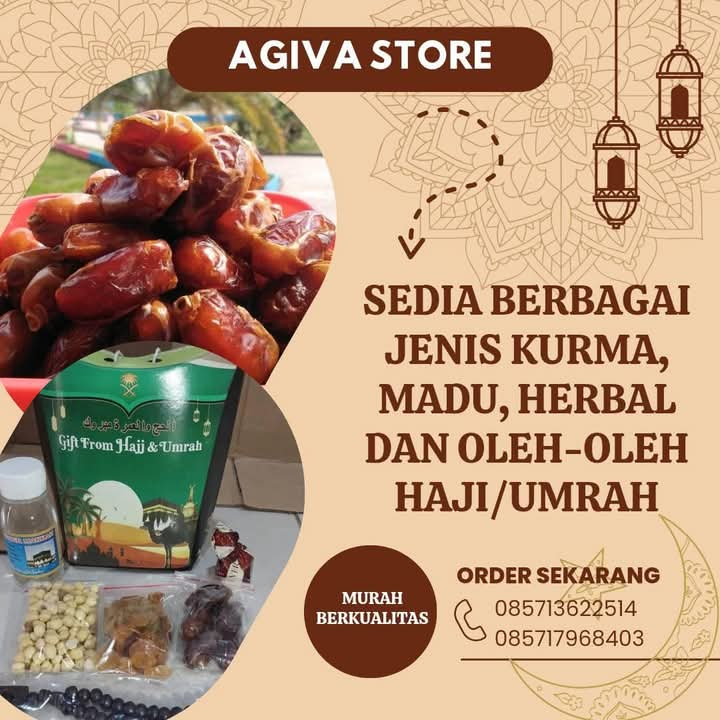 AGIVA STORE
SEDIA BERBAGAI
JENIS KURMA,
MADU, HERBAL
DAN OLEH-OLEH
HAJI/UMRAH
Gift From Hajj & Umrah
MURAH
BERKUALITAS
ORDER SEKARANG
085713622514
085717968403